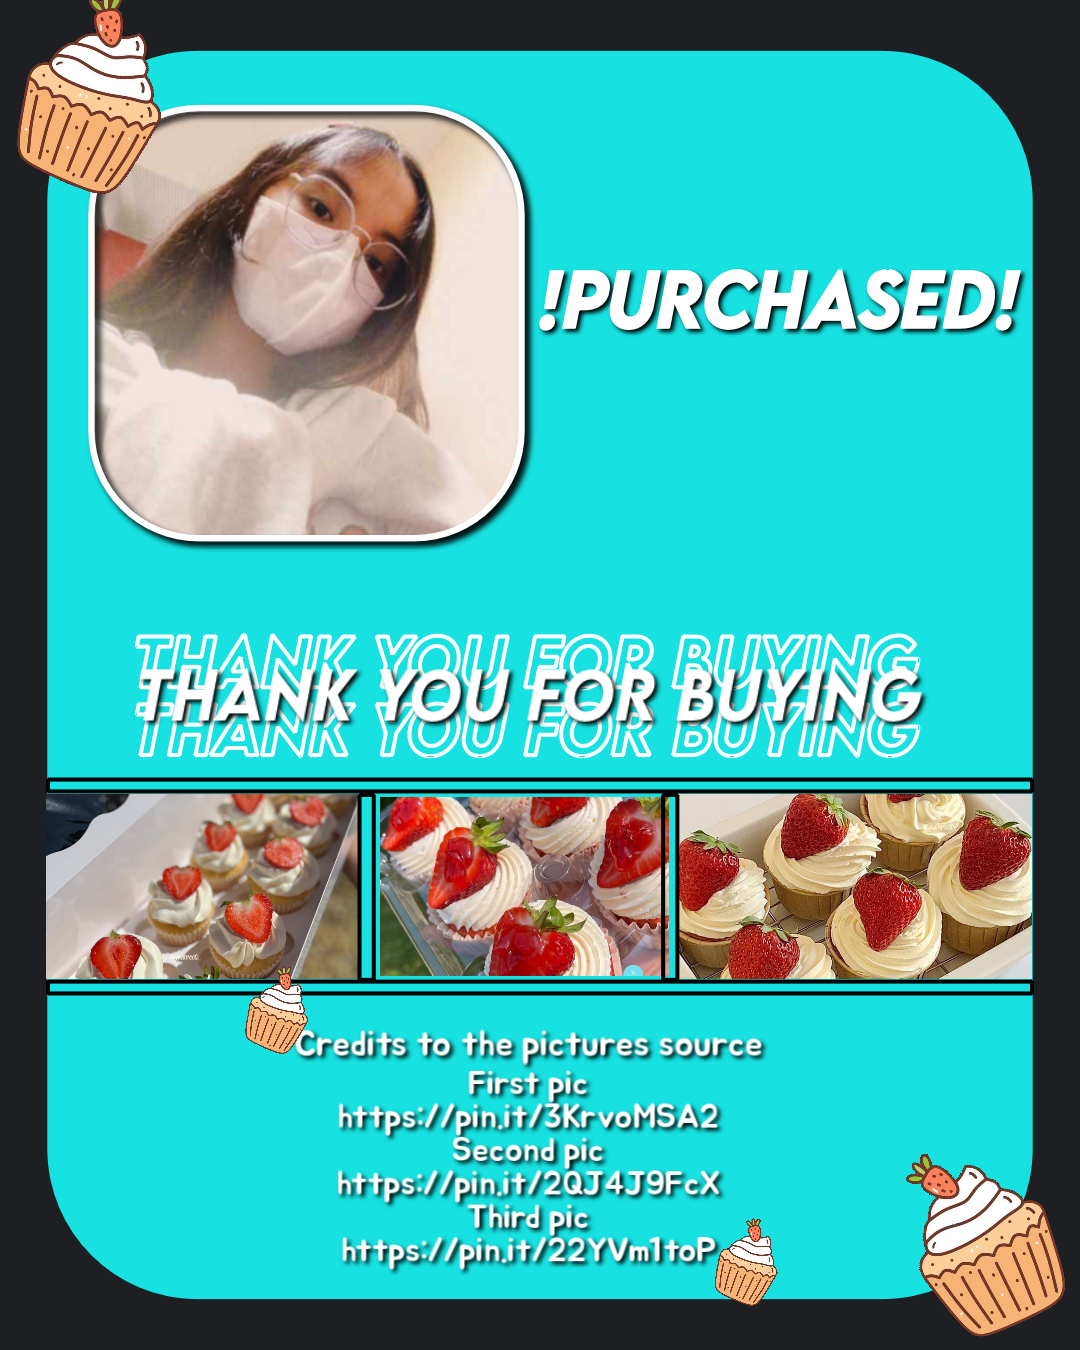 !PURCHASED!
THANK YOU FOR BUYING
THANK YOU FOR BUYING
THANK YOU FOR BUYING
Credits to the pictures source
First pic
https://pin.it/3KrvoMSA2
Second pic
https://pin.it/2QJ4J9FcX
Third pic
https://pin.it/22YVm1toP